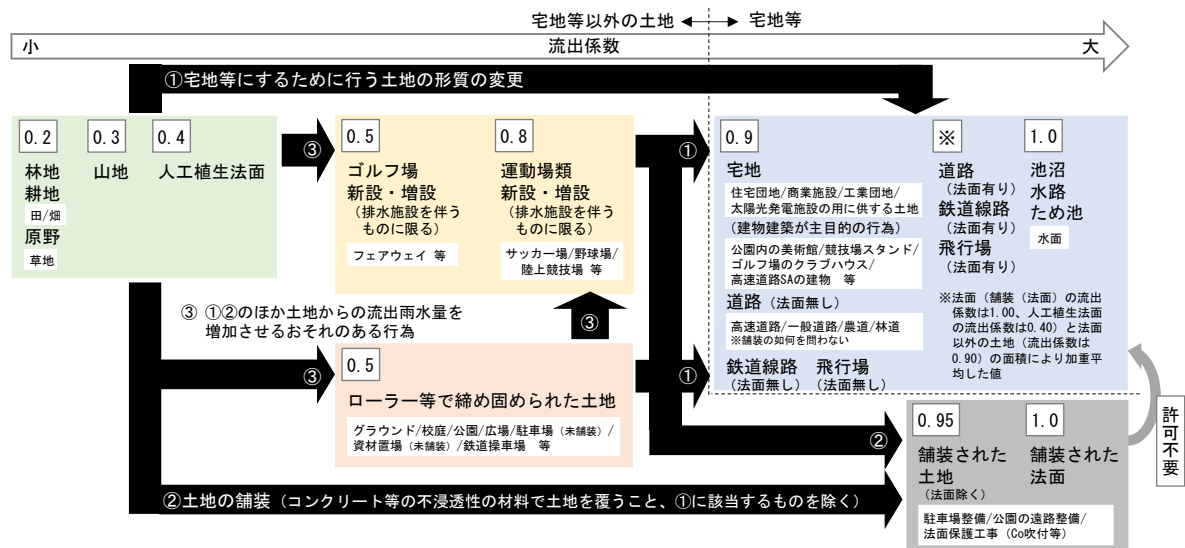 宅地等以外の土地
宅地等
小
流出係数
大
①宅地等にするために行う土地の形質の変更
0.2
0.3
0.4
林地
耕地
田/畑
原野
草地
山地
人工植生法面
③
0.5
0.8
ゴルフ場
新設・増設
(排水施設を伴う
ものに限る)
フェアウェイ 等
運動場類
新設・増設
(排水施設を伴う
ものに限る)
サッカー場/野球場/
陸上競技場 等
①
0.9
宅地
住宅団地/商業施設/工業団地/
太陽光発電施設の用に供する土地
(建物建築が主目的の行為)
公園内の美術館/競技場スタンド/
ゴルフ場のクラブハウス/
高速道路SAの建物 等
道路(法面無し)
高速道路/一般道路/農道/林道
※舗装の如何を問わない
鉄道線路
(法面無し)
飛行場
(法面無し)
※
道路
(法面有り)
鉄道線路
(法面有り)
飛行場
(法面有り)
1.0
池沼
水路
ため池
水面
※法面(舗装(法面)の流出
係数は1.00、人工植生法面
の流出係数は0.40)と法面
以外の土地(流出係数は
0.90)の面積により加重平
均した値
③ ①②のほか土地からの流出雨水量を
増加させるおそれのある行為
③
③
0.5
ローラー等で締め固められた土地
グラウンド/校庭/公園/広場/駐車場(未舗装)/
資材置場(未舗装)/鉄道操車場 等
①
②
0.95
1.0
舗装された
土地
(法面除く)
舗装された
法面
駐車場整備/公園の遠路整備/
法面保護工事(Co吹付等)
許可不要
②土地の舗装(コンクリート等の不浸透性の材料で土地を覆うこと、①に該当するものを除く)